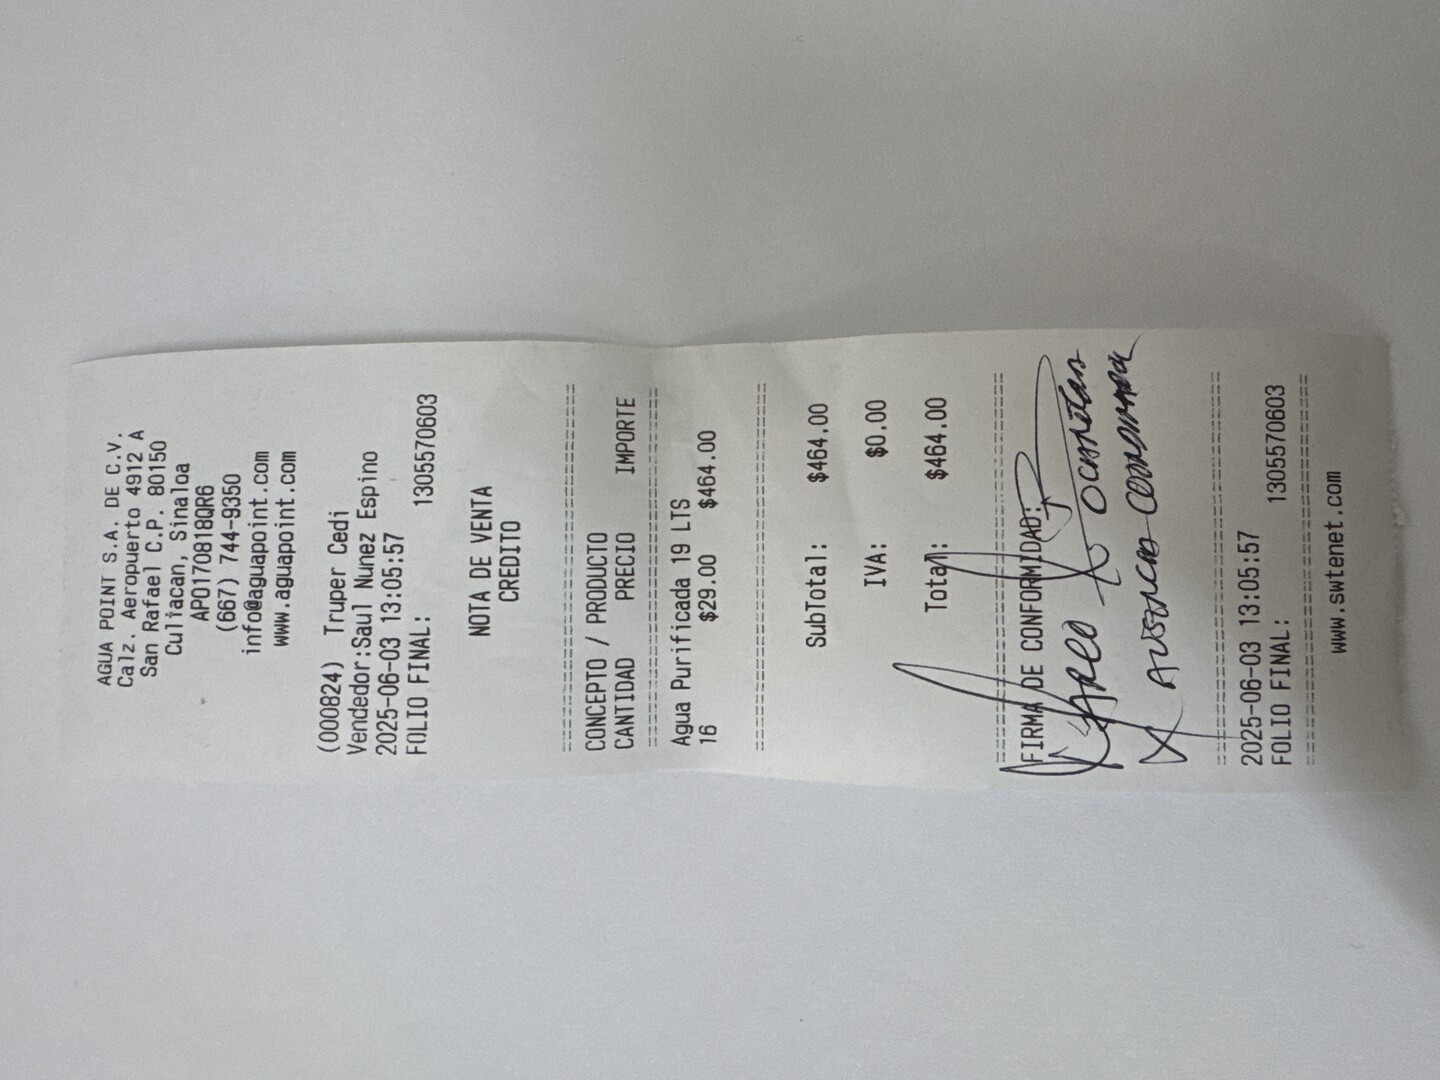 AGUA POINT S.A. DE C.V.
Calz. Aeropuerto 4912 A
San Rafael C.P. 80150
Culiacan, Sinaloa
APO170818QR6
(667) 744-9350
info@aguapoint.com
www.aguapoint.com
(000824) Truper Cedi
Vendedor:Saul Nunez Espino
2025-06-03 13:05:57
FOLIO FINAL: 1305570603
NOTA DE VENTA
CREDITO
================================
CONCEPTO / PRODUCTO
CANTIDAD PRECIO IMPORTE
================================
Agua Purificada 19 LTS
16 $29.00 $464.00
================================
SubTotal: $464.00
IVA: $0.00
Total: $464.00
================================
FIRMA DE CONFORMIDAD:
================================
2025-06-03 13:05:57
FOLIO FINAL: 1305570603
================================
www.swtenet.com